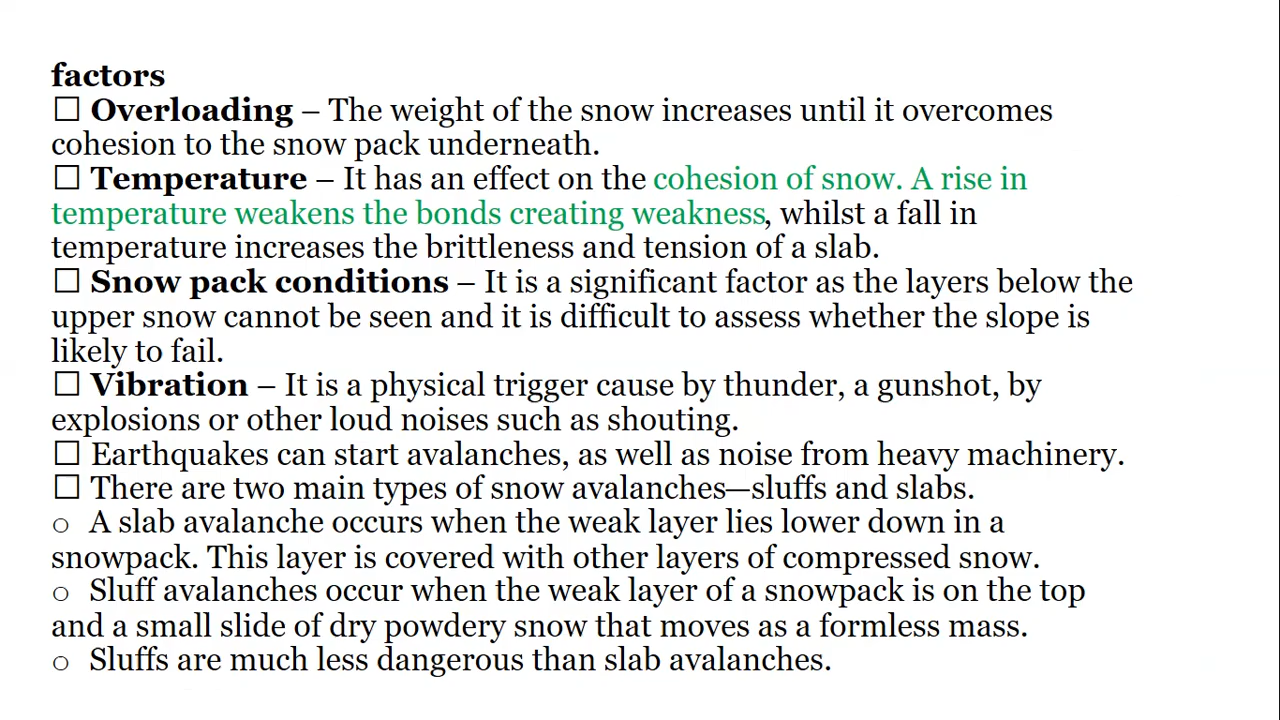 factors
☐ Overloading – The weight of the snow increases until it overcomes
cohesion to the snow pack underneath.
☐ Temperature – It has an effect on the cohesion of snow. A rise in
temperature weakens the bonds creating weakness, whilst a fall in
temperature increases the brittleness and tension of a slab.
☐ Snow pack conditions – It is a significant factor as the layers below the
upper snow cannot be seen and it is difficult to assess whether the slope is
likely to fail.
☐ Vibration – It is a physical trigger cause by thunder, a gunshot, by
explosions or other loud noises such as shouting.
☐ Earthquakes can start avalanches, as well as noise from heavy machinery.
☐ There are two main types of snow avalanches—sluffs and slabs.
○ A slab avalanche occurs when the weak layer lies lower down in a
snowpack. This layer is covered with other layers of compressed snow.
○ Sluff avalanches occur when the weak layer of a snowpack is on the top
and a small slide of dry powdery snow that moves as a formless mass.
○ Sluffs are much less dangerous than slab avalanches.